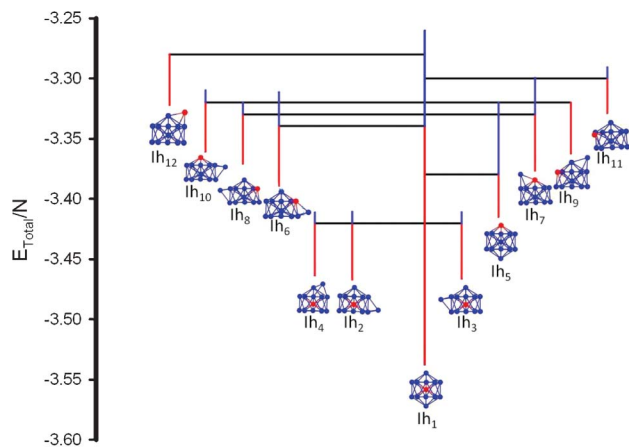 -3.25
-3.30
-3.35
-3.40
-3.45
-3.50
-3.55
-3.60
E_Total/N
Ih₁₂
Ih₁₀
Ih₈
Ih₆
Ih₄
Ih₂
Ih₁
Ih₃
Ih₅
Ih₇
Ih₉
Ih₁₁